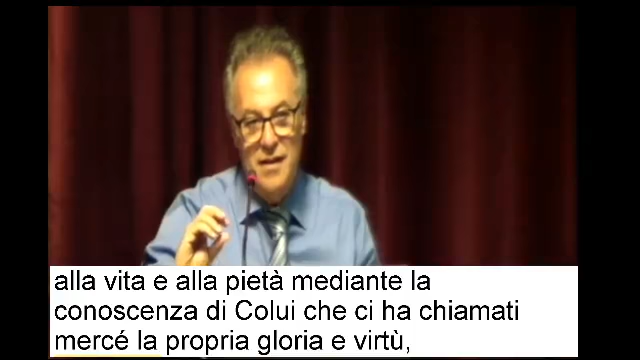 alla vita e alla pietà mediante la
conoscenza di Colui che ci ha chiamati
mercé la propria gloria e virtù,